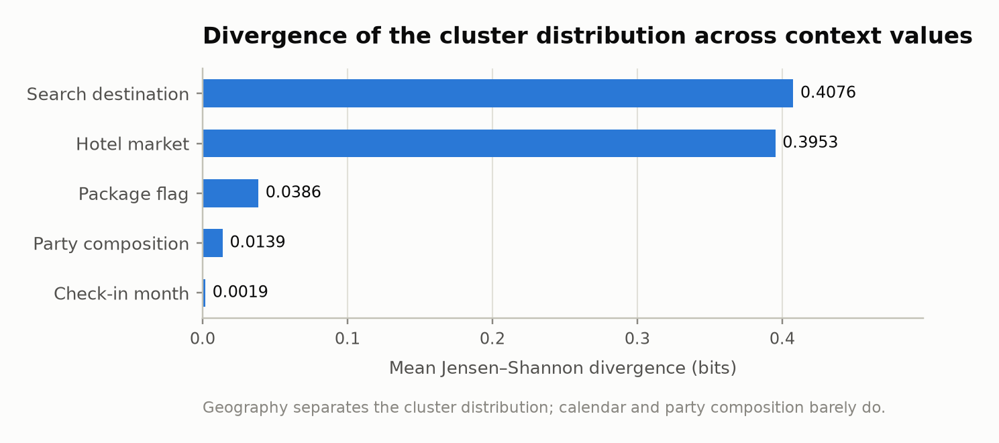 Divergence of the cluster distribution across context values
Search destination 0.4076
Hotel market 0.3953
Package flag 0.0386
Party composition 0.0139
Check-in month 0.0019
0.0 0.1 0.2 0.3 0.4
Mean Jensen–Shannon divergence (bits)
Geography separates the cluster distribution; calendar and party composition barely do.